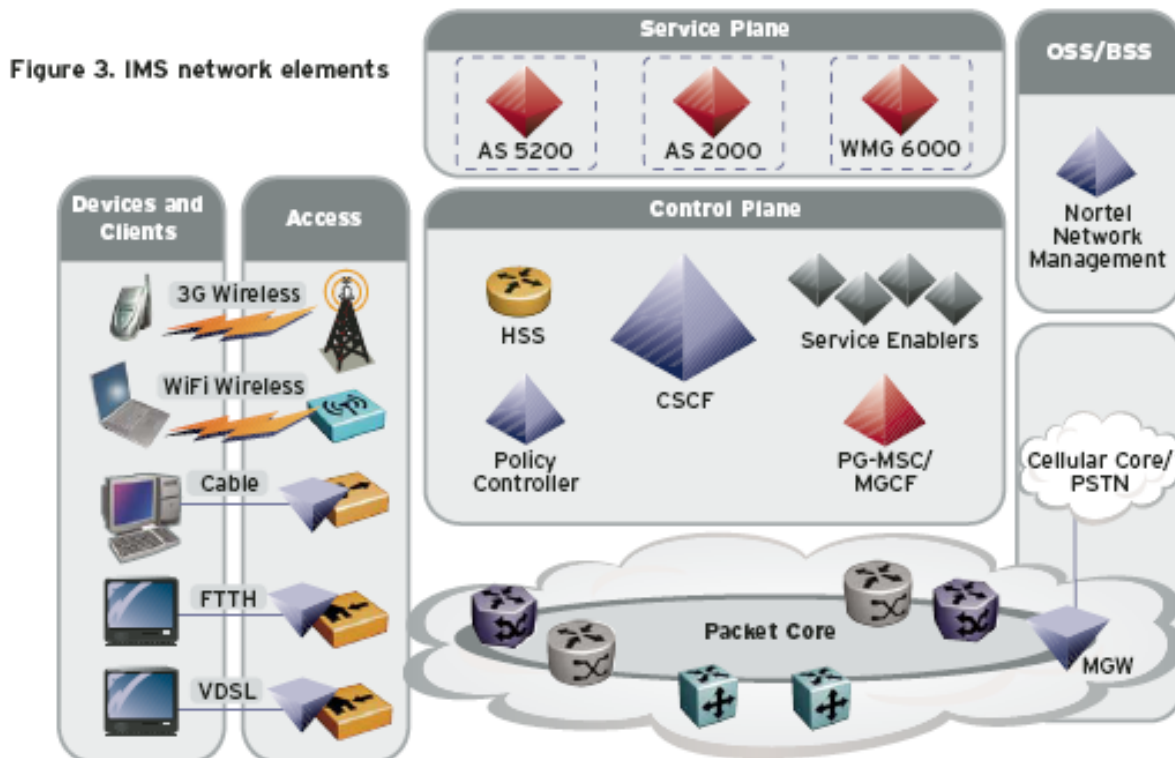 Figure 3. IMS network elements
Service Plane
AS 5200
AS 2000
WMG 6000
OSS/BSS
Nortel
Network
Management
Devices and
Clients
Access
3G Wireless
WiFi Wireless
Cable
FTTH
VDSL
Control Plane
HSS
CSCF
Service Enablers
Policy
Controller
PG-MSC/
MGCF
Cellular Core/
PSTN
Packet Core
MGW